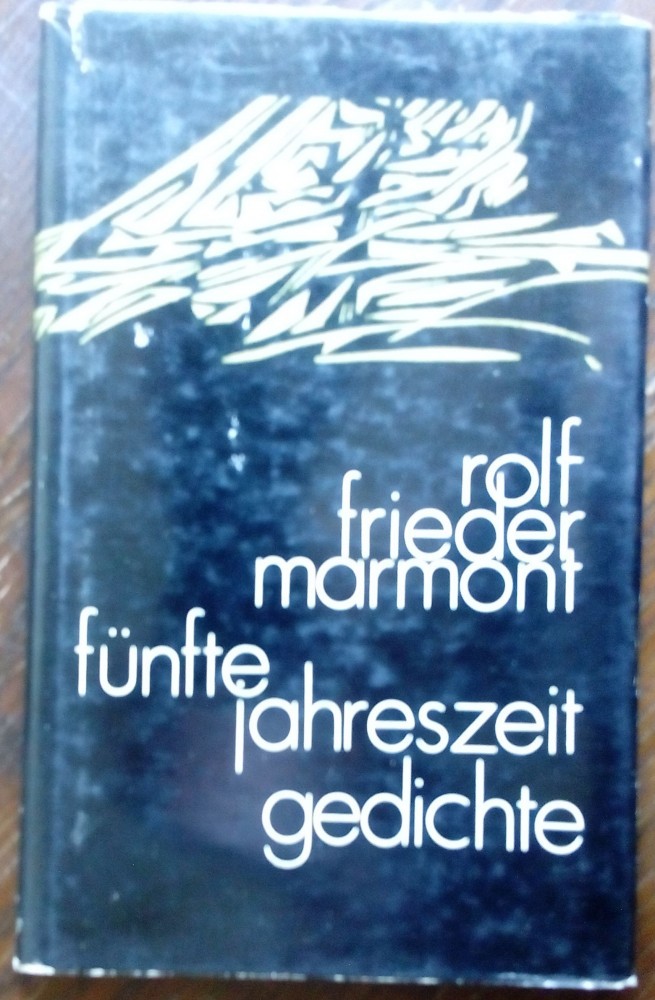 rolf
frieder
marmont
fünfte
jahreszeit
gedichte